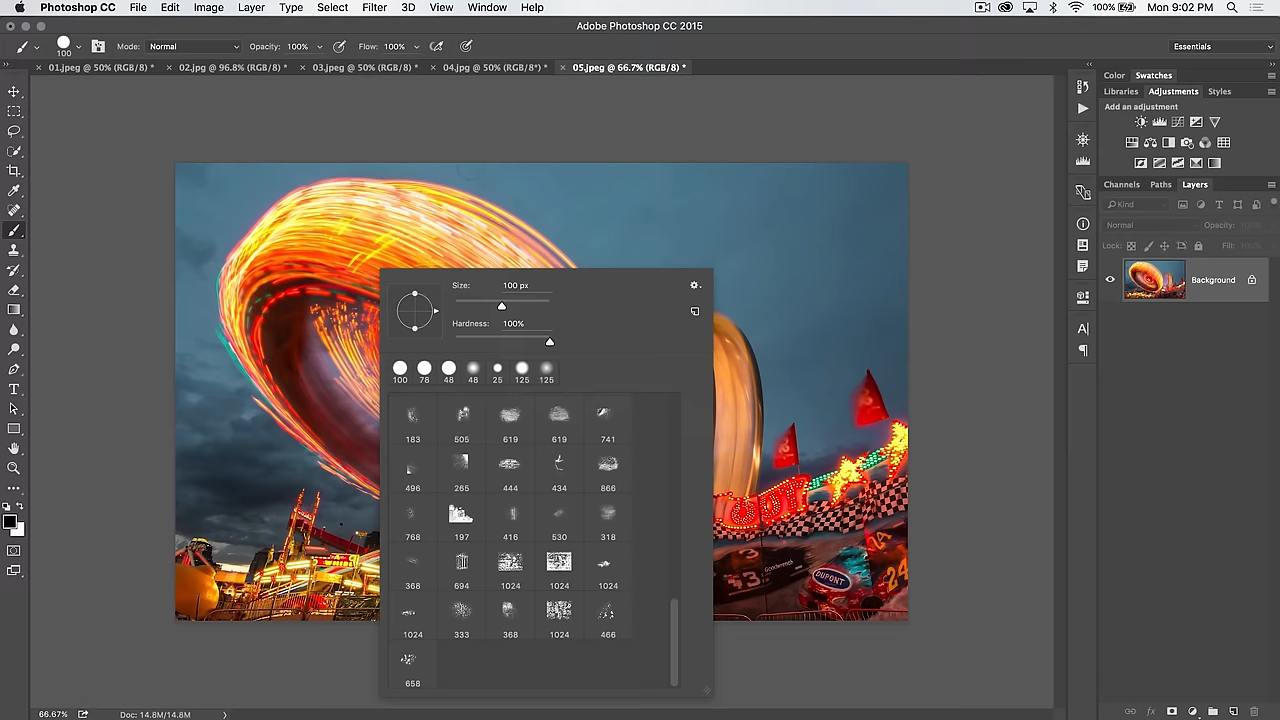 Photoshop CC File Edit Image Layer Type Select Filter 3D View Window Help 100% Mon 9:02 PM
Adobe Photoshop CC 2015
100 Mode: Normal Opacity: 100% Flow: 100% Essentials
01.jpeg @ 50% (RGB/8) * 02.jpg @ 96.8% (RGB/8) * 03.jpeg @ 50% (RGB/8) * 04.jpg @ 50% (RGB/8*) * 05.jpeg @ 66.7% (RGB/8) *
Color Swatches
Libraries Adjustments Styles
Add an adjustment
Channels Paths Layers
Kind
Normal Opacity: 100%
Lock: Fill: 100%
Background
Size: 100 px
Hardness: 100%
100 78 48 48 25 125 125
183 505 619 619 741
496 265 444 434 866
768 197 416 530 318
368 694 1024 1024 1024
1024 333 368 1024 466
658
DUPONT
24
66.67% Doc: 14.8M/14.8M